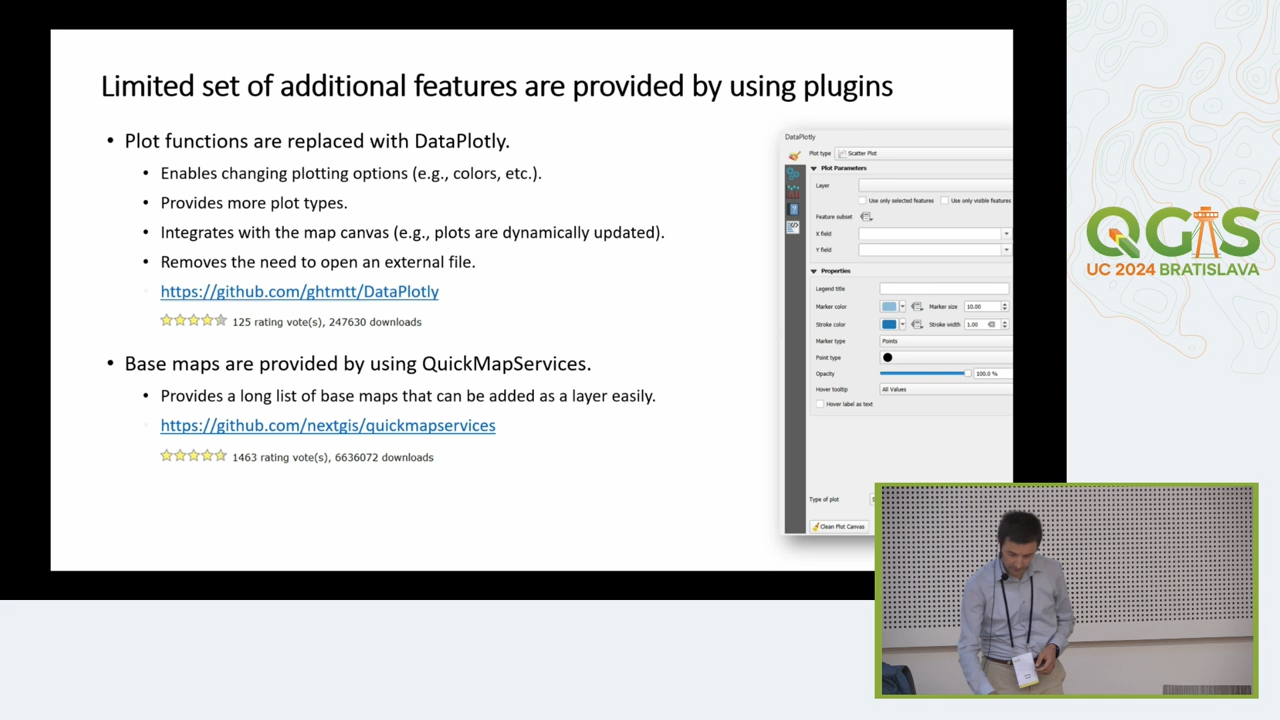 Limited set of additional features are provided by using plugins
• Plot functions are replaced with DataPlotly.
• Enables changing plotting options (e.g., colors, etc.).
• Provides more plot types.
• Integrates with the map canvas (e.g., plots are dynamically updated).
• Removes the need to open an external file.
• https://github.com/ghtmtt/DataPlotly
125 rating vote(s), 247630 downloads
• Base maps are provided by using QuickMapServices.
• Provides a long list of base maps that can be added as a layer easily.
• https://github.com/nextgis/quickmapservices
1463 rating vote(s), 6636072 downloads
DataPlotly
Plot type Scatter Plot
Plot Parameters
Layer
Use only selected features Use only visible features
Feature subset
X field
Y field
Properties
Legend title
Marker color Marker size 10.00
Stroke color Stroke width 1.00
Marker type Points
Point type
Opacity 100.0 %
Hover tooltip All Values
Hover label as text
Type of plot
Clean Plot Canvas
QGIS
UC 2024 BRATISLAVA